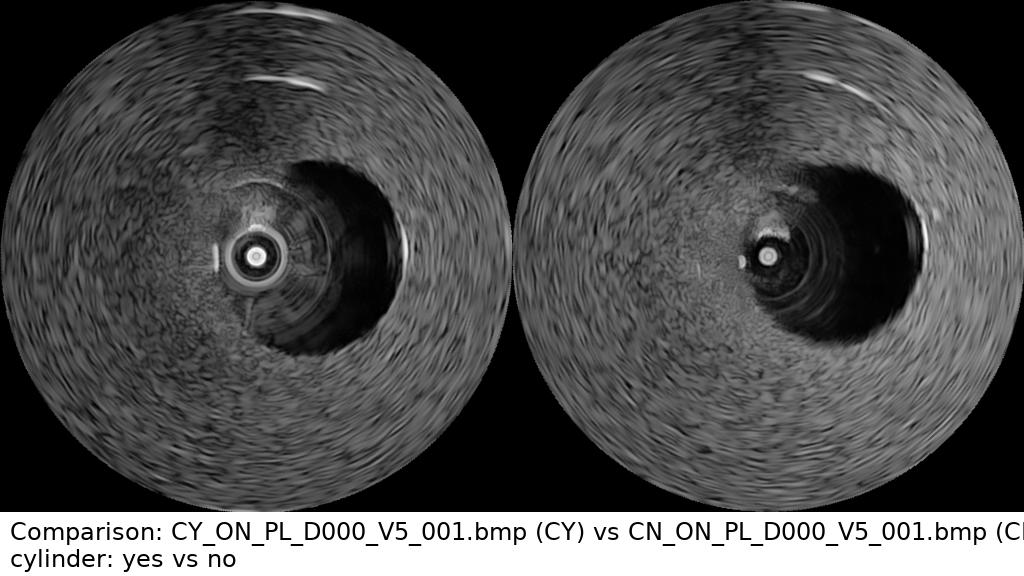 Comparison: CY_ON_PL_D000_V5_001.bmp (CY) vs CN_ON_PL_D000_V5_001.bmp
cylinder: yes vs no